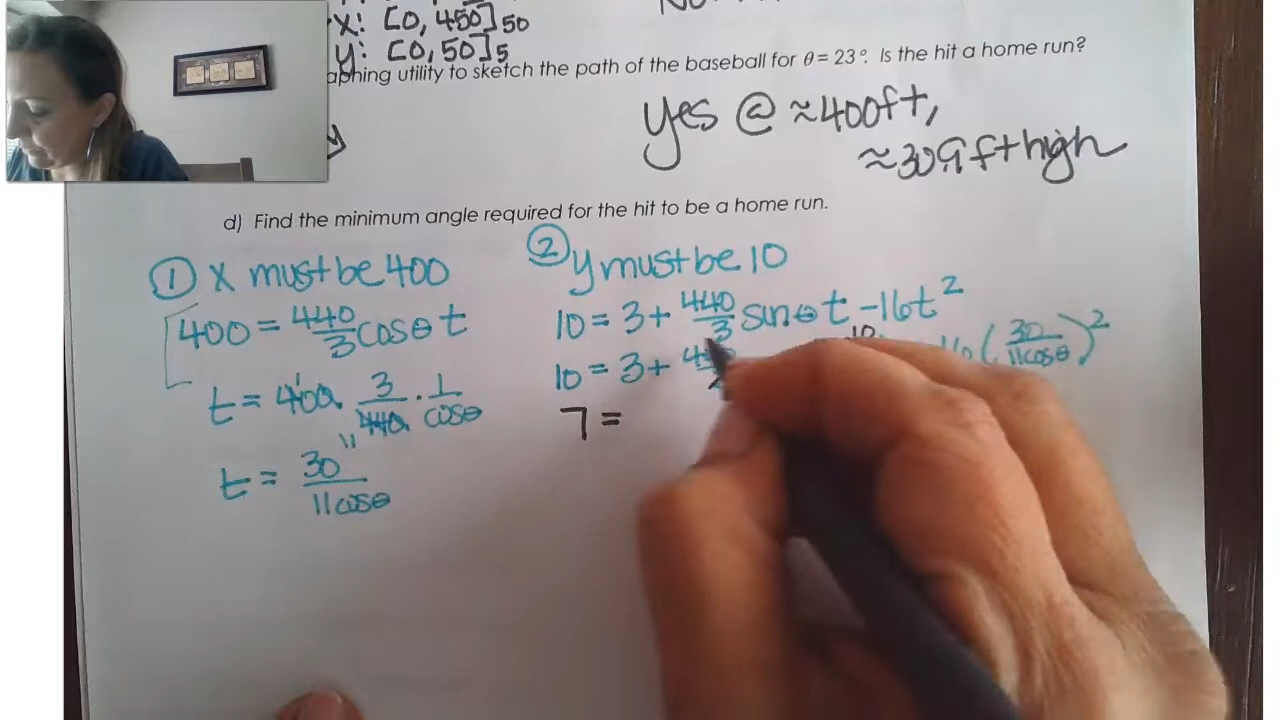 x: [0, 450]50
y: [0, 50]5
aphing utility to sketch the path of the baseball for θ = 23°. Is the hit a home run?
yes @ ≈400ft,
≈30.9ft high
d) Find the minimum angle required for the hit to be a home run.
① x must be 400
400 = 440/3 cosθ t
t = 400 · 3/440 · 1/cosθ
11
t = 30/11cosθ
② y must be 10
10 = 3 + 440/3 sinθ t - 16t²
10 = 3 +
10
(30/11cosθ)²
7 =